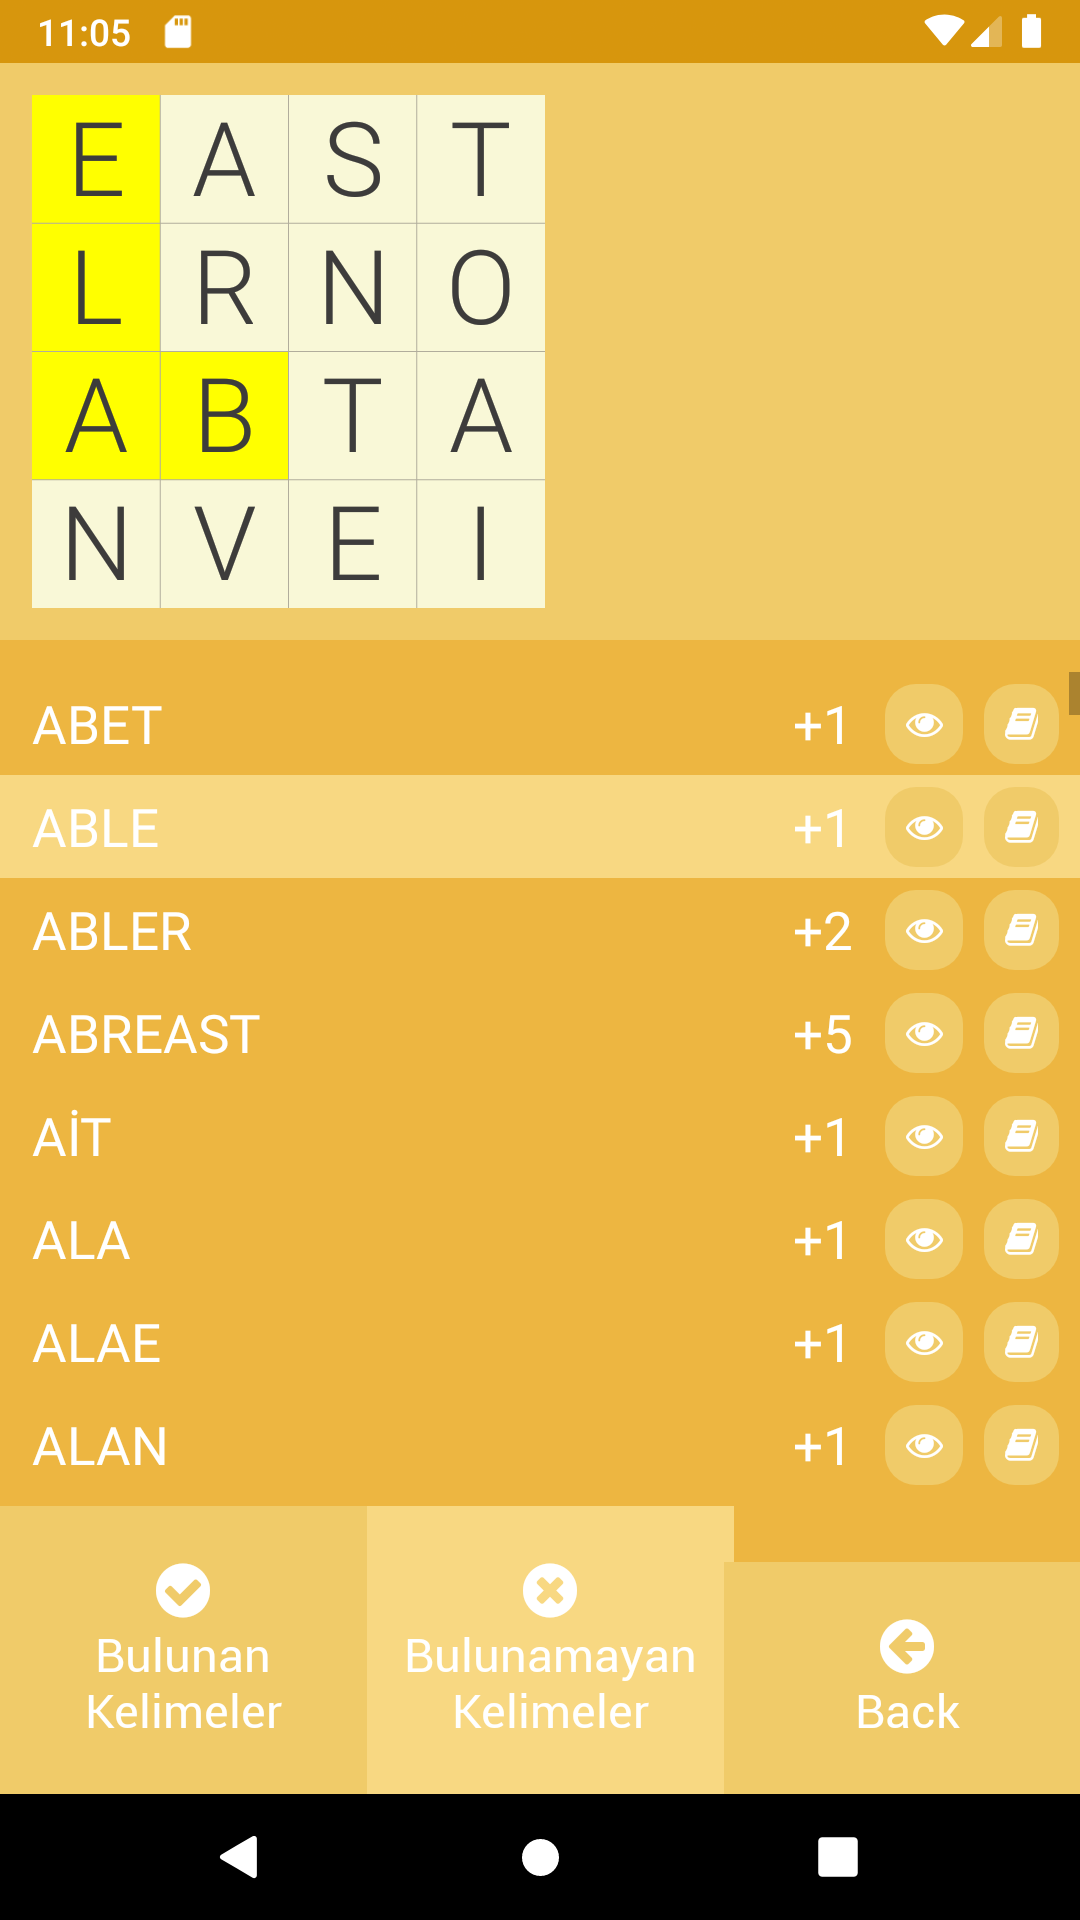 11:05
E A S T
L R N O
A B T A
N V E I
ABET +1
ABLE +1
ABLER +2
ABREAST +5
AİT +1
ALA +1
ALAE +1
ALAN +1
Bulunan
Kelimeler
Bulunamayan
Kelimeler
Back